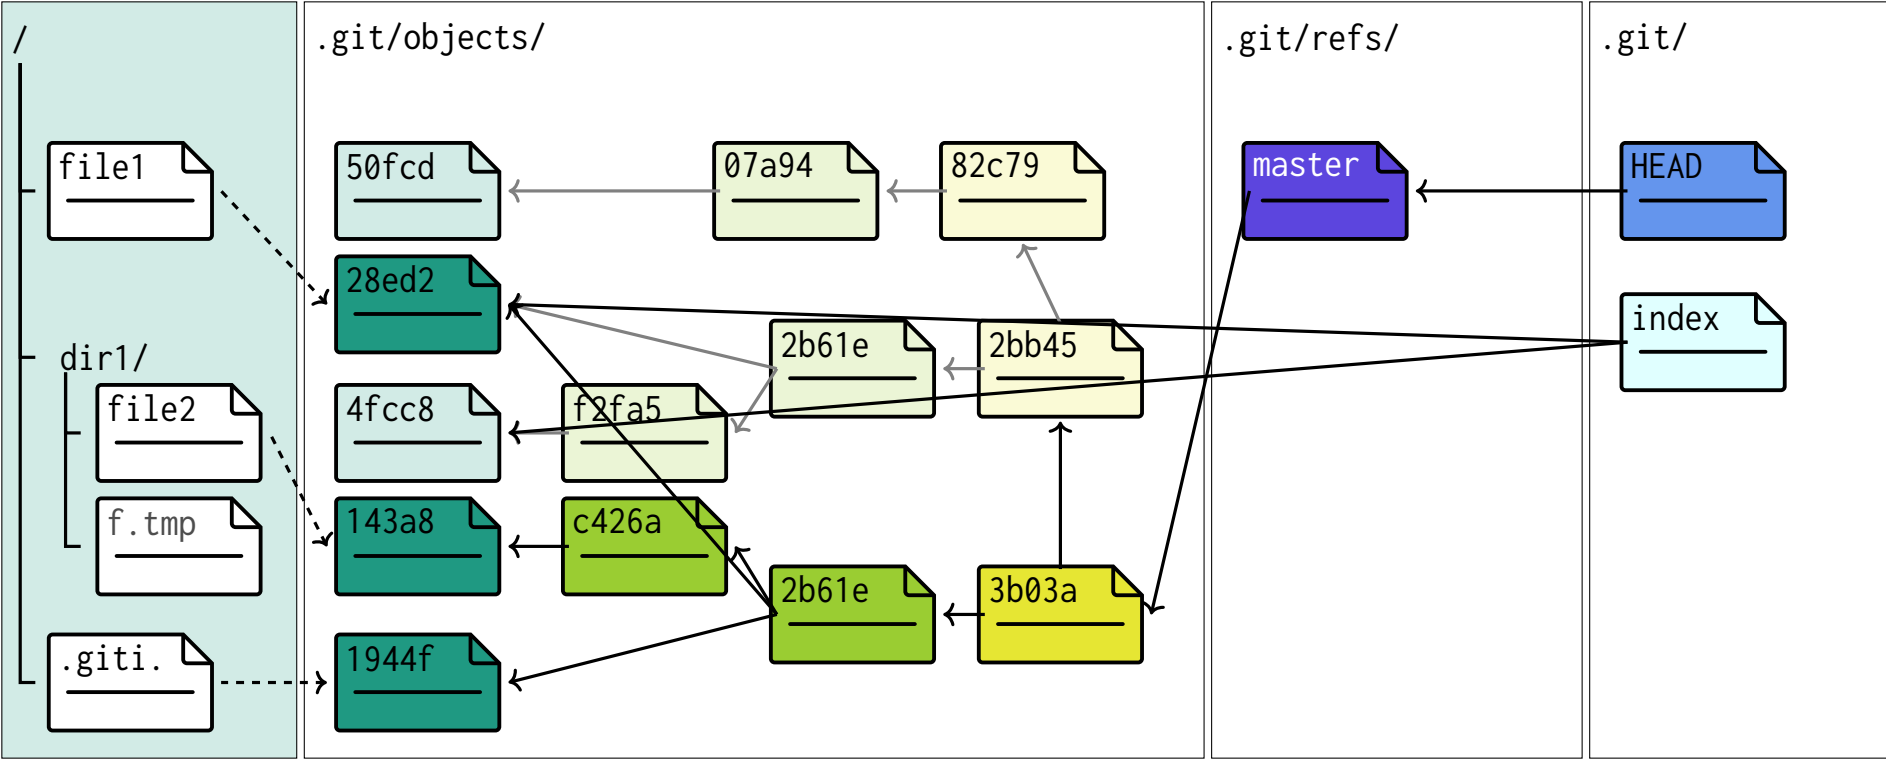 /
.git/objects/
.git/refs/
.git/
file1
50fcd
07a94
82c79
master
HEAD
28ed2
index
dir1/
2b61e
2bb45
file2
4fcc8
f2fa5
f.tmp
143a8
c426a
2b61e
3b03a
.giti.
1944f